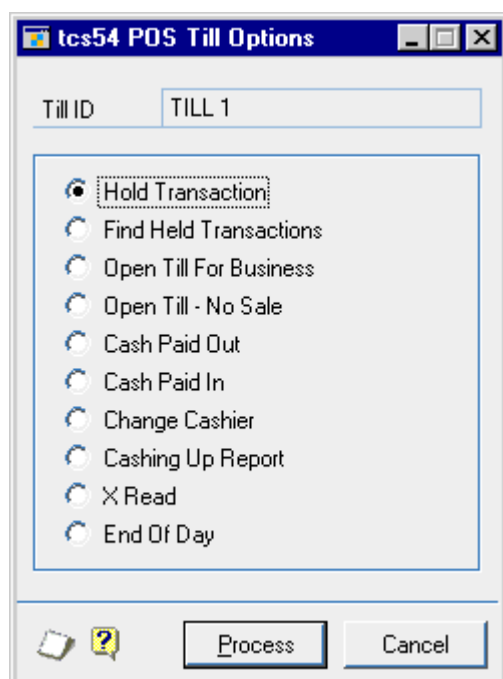 tcs54 POS Till Options
Till ID TILL 1
Hold Transaction
Find Held Transactions
Open Till For Business
Open Till - No Sale
Cash Paid Out
Cash Paid In
Change Cashier
Cashing Up Report
X Read
End Of Day
Process Cancel